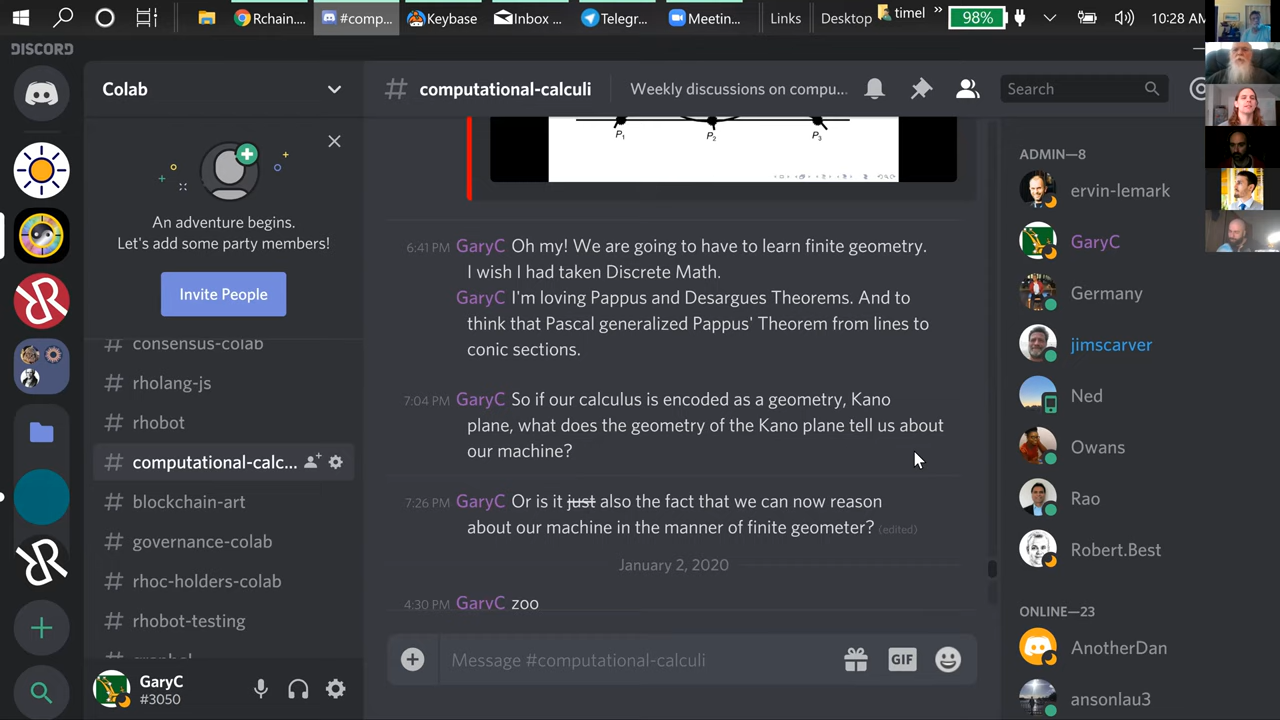 Rchain...
#comp...
Keybase
Inbox ...
Telegr...
Meetin...
Links
Desktop
timel
»
98%
10:28 AM
DISCORD
Colab
# computational-calculi
Weekly discussions on compu...
Search
An adventure begins.
Let's add some party members!
Invite People
# consensus-colab
# rholang-js
# rhobot
# computational-calc...
# blockchain-art
# governance-colab
# rhoc-holders-colab
# rhobot-testing
GaryC
#3050
P1 P2 P3
6:41 PM GaryC Oh my! We are going to have to learn finite geometry.
I wish I had taken Discrete Math.
GaryC I'm loving Pappus and Desargues Theorems. And to
think that Pascal generalized Pappus' Theorem from lines to
conic sections.
7:04 PM GaryC So if our calculus is encoded as a geometry, Kano
plane, what does the geometry of the Kano plane tell us about
our machine?
7:26 PM GaryC Or is it just also the fact that we can now reason
about our machine in the manner of finite geometer? (edited)
January 2, 2020
4:30 PM GaryC zoo
Message #computational-calculi
GIF
ADMIN—8
ervin-lemark
GaryC
Germany
jimscarver
Ned
Owans
Rao
Robert.Best
ONLINE—23
AnotherDan
ansonlau3